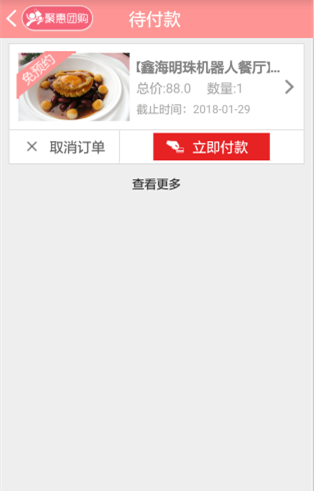 聚惠团购
待付款
免预约
【鑫海明珠机器人餐厅】...
总价:88.0 数量:1
截止时间：2018-01-29
× 取消订单
立即付款
查看更多